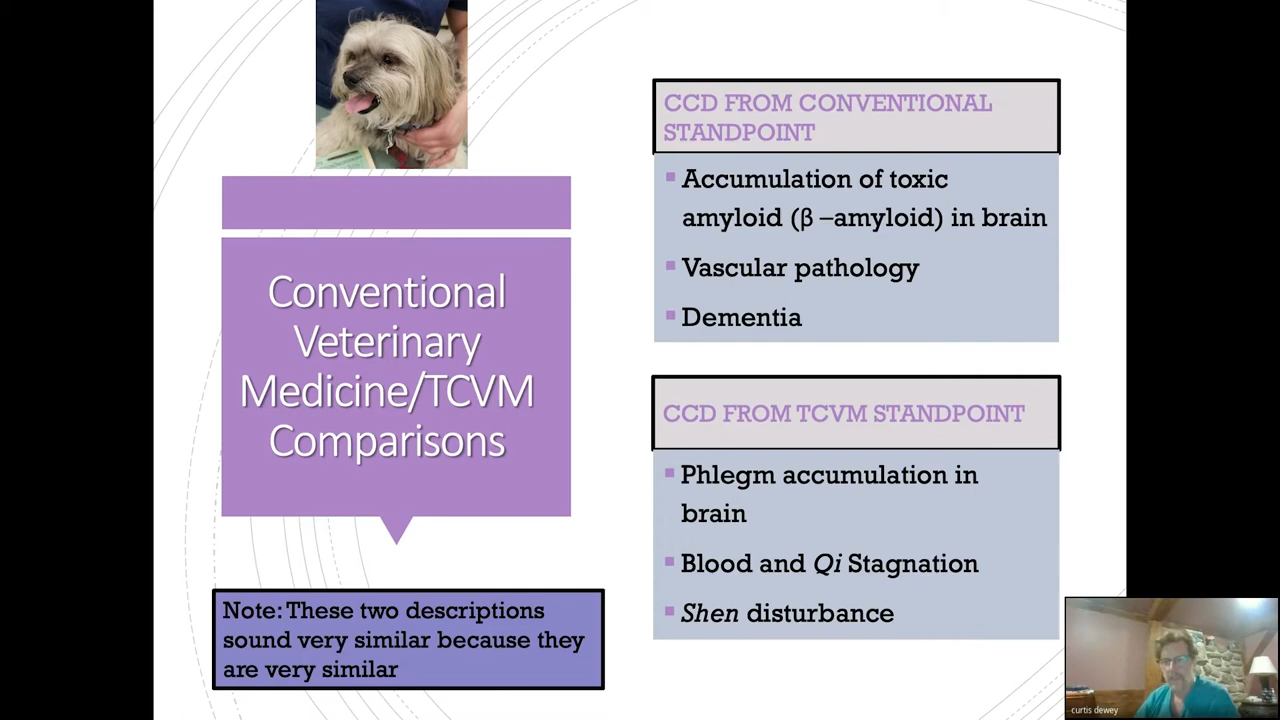 Conventional
Veterinary
Medicine/TCVM
Comparisons
Note: These two descriptions
sound very similar because they
are very similar
CCD FROM CONVENTIONAL
STANDPOINT
Accumulation of toxic
amyloid (β –amyloid) in brain
Vascular pathology
Dementia
CCD FROM TCVM STANDPOINT
Phlegm accumulation in
brain
Blood and Qi Stagnation
Shen disturbance
curtis dewey